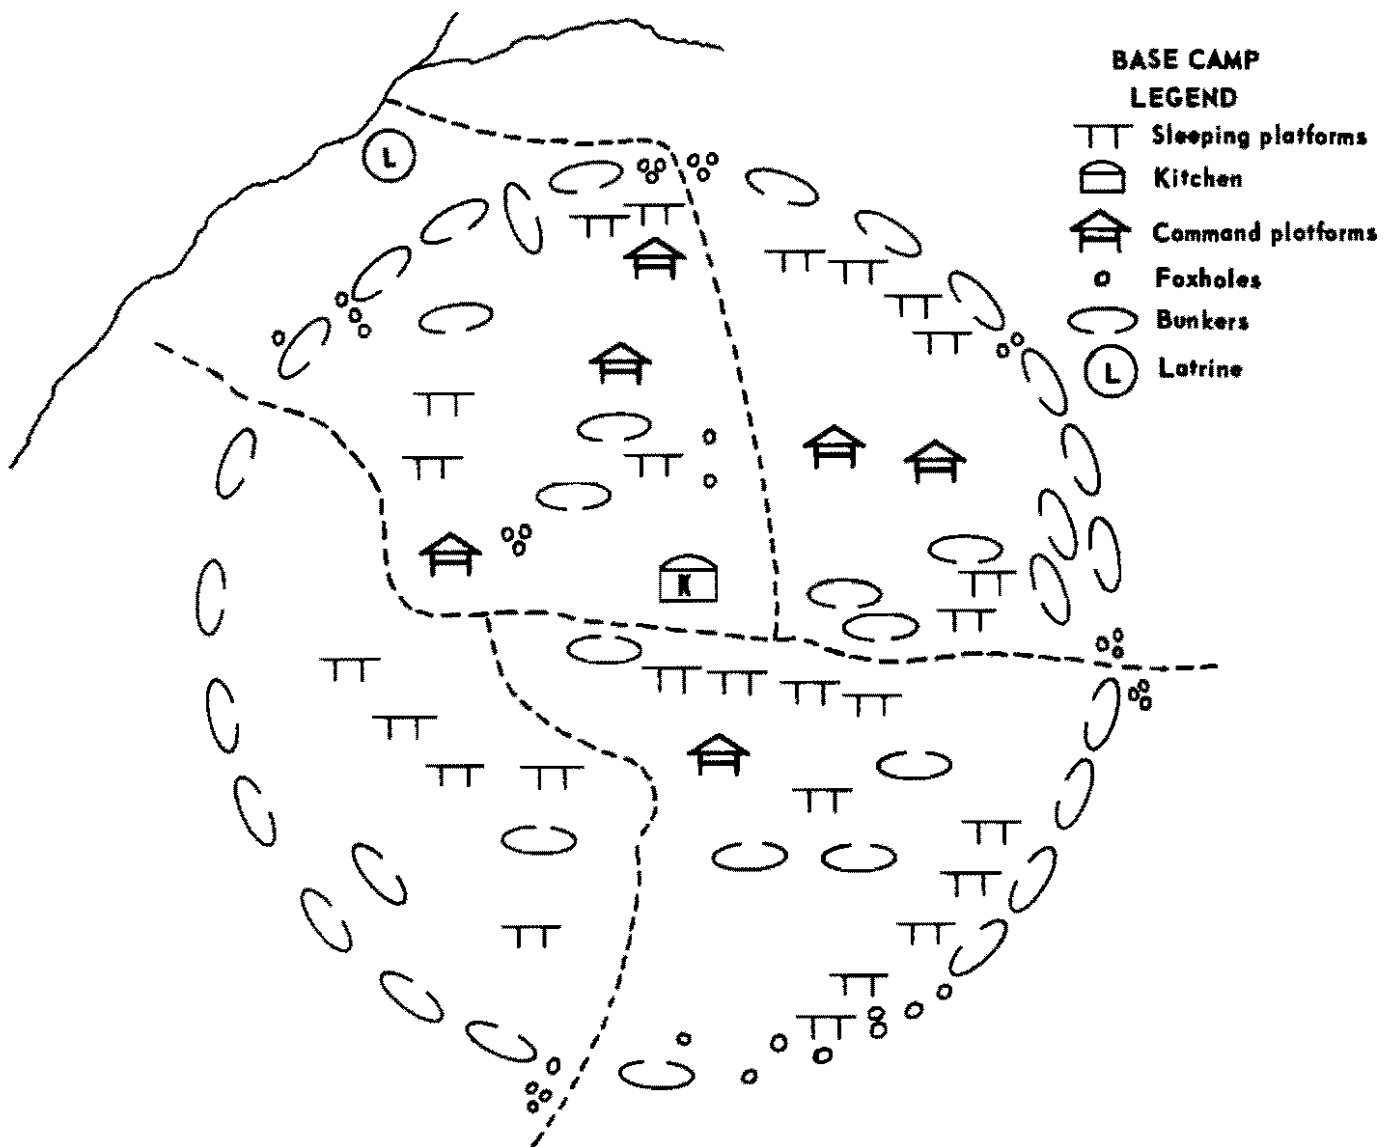 BASE CAMP
LEGEND
Sleeping platforms
Kitchen
Command platforms
Foxholes
Bunkers
L Latrine
L
K